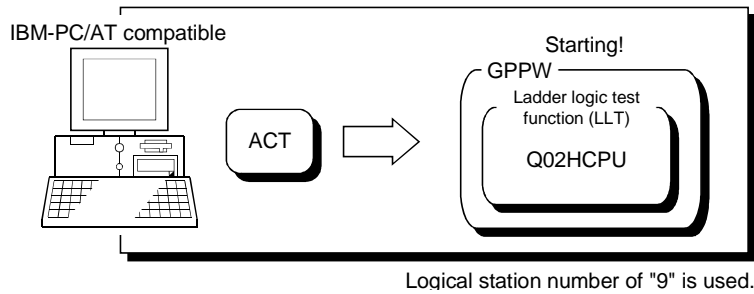 IBM-PC/AT compatible
Starting!
GPPW
Ladder logic test
function (LLT)
ACT
Q02HCPU
Logical station number of "9" is used.